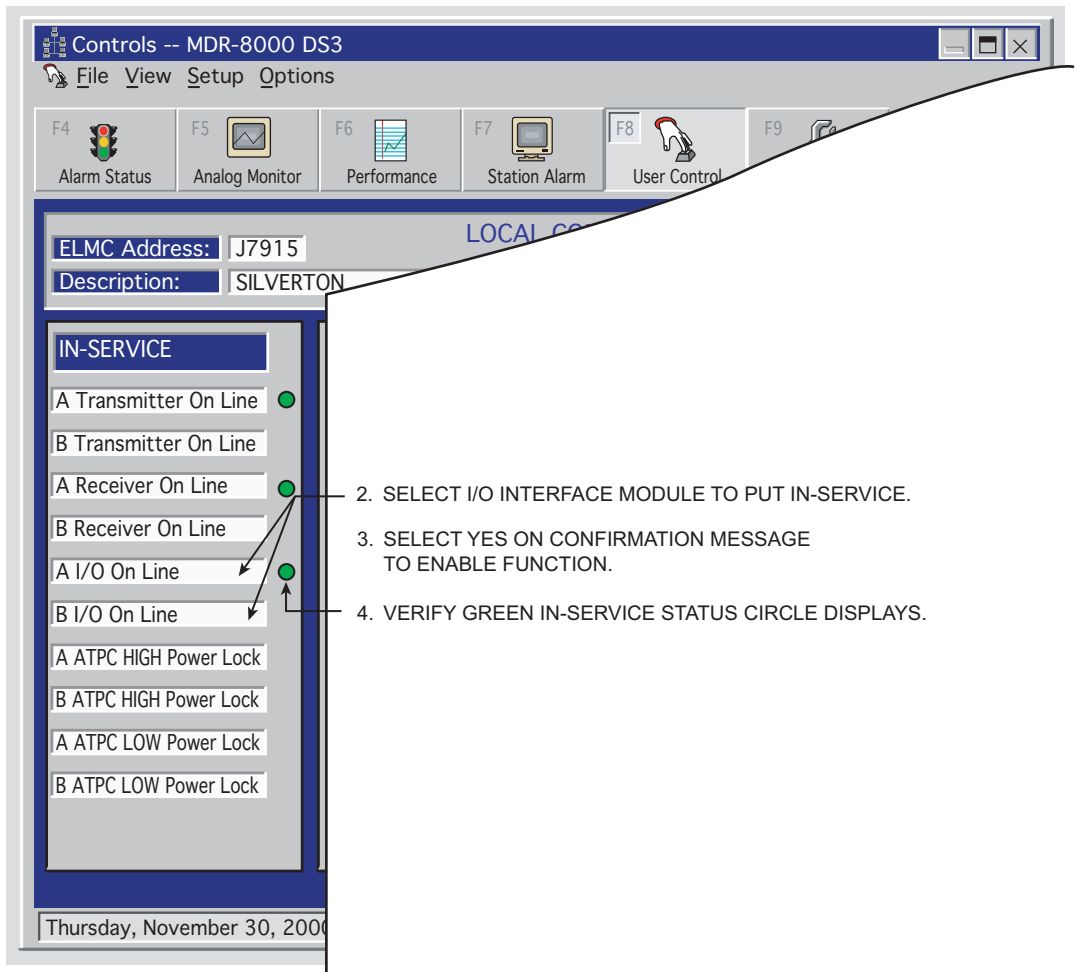 Controls -- MDR-8000 DS3
File View Setup Options
F4 F5 F6 F7 F8 F9
Alarm Status Analog Monitor Performance Station Alarm User Control
LOCAL
ELMC Address: J7915
Description: SILVERTON
IN-SERVICE
A Transmitter On Line
B Transmitter On Line
A Receiver On Line
B Receiver On Line
A I/O On Line
B I/O On Line
A ATPC HIGH Power Lock
B ATPC HIGH Power Lock
A ATPC LOW Power Lock
B ATPC LOW Power Lock
2. SELECT I/O INTERFACE MODULE TO PUT IN-SERVICE.
3. SELECT YES ON CONFIRMATION MESSAGE
TO ENABLE FUNCTION.
4. VERIFY GREEN IN-SERVICE STATUS CIRCLE DISPLAYS.
Thursday, November 30, 2000